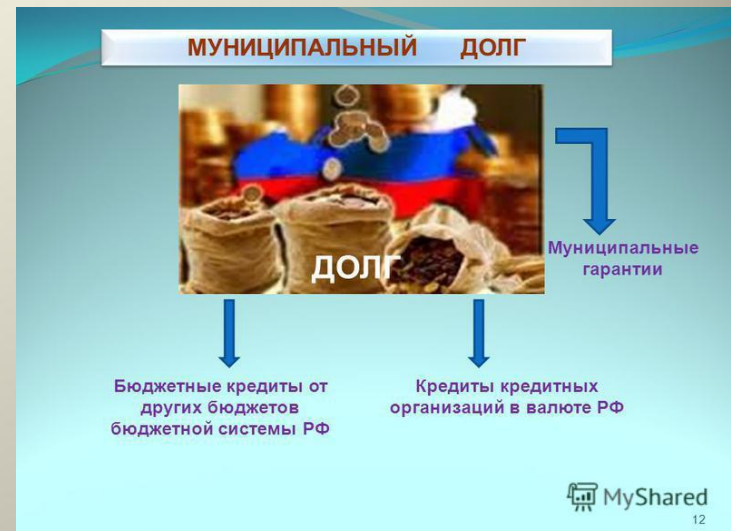 МУНИЦИПАЛЬНЫЙ ДОЛГ
ДОЛГ
Муниципальные
гарантии
Бюджетные кредиты от
других бюджетов
бюджетной системы РФ
Кредиты кредитных
организаций в валюте РФ
MyShared
12